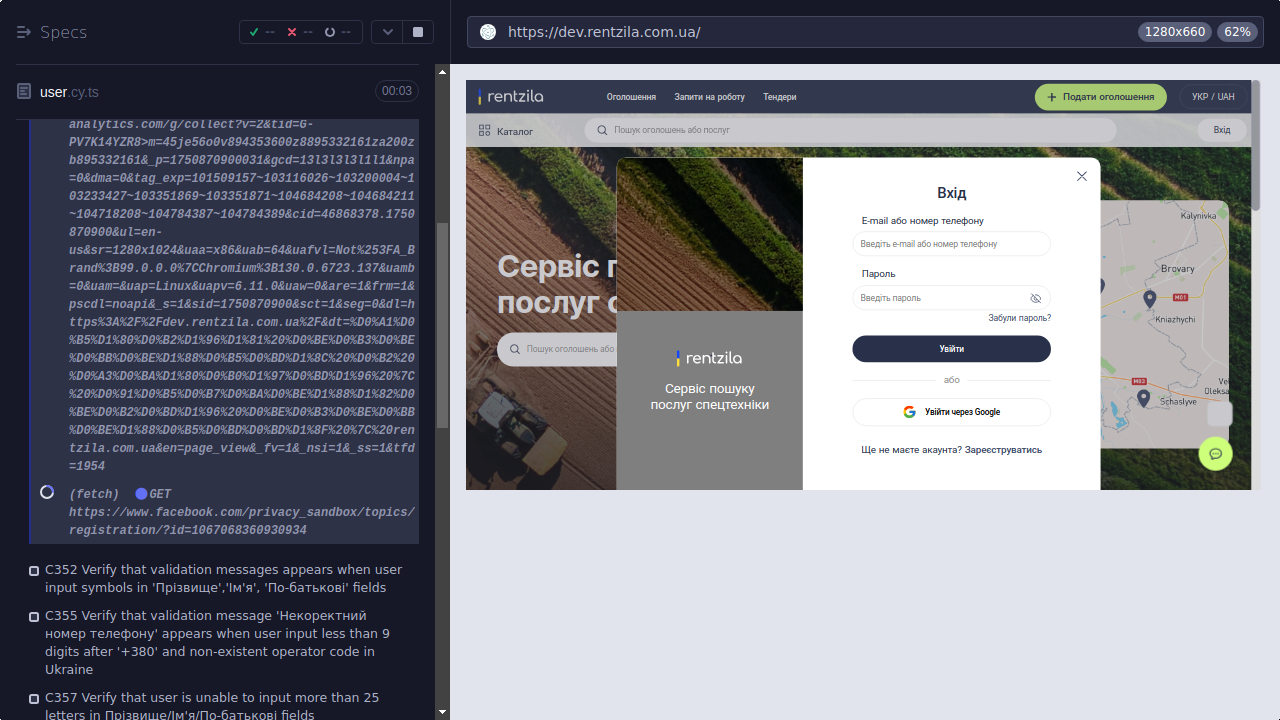 Specs
--
--
--
user.cy.ts
00:03
analytics.com/g/collect?v=2&tid=G-
PV7K14YZR8>m=45je56o0v894353600z8895332161za200z
b895332161&_p=1750870900031&gcd=13l3l3l3l1l1&npa
=0&dma=0&tag_exp=101509157~103116026~103200004~1
03233427~103351869~103351871~104684208~104684211
~104718208~104784387~104784389&cid=46868378.1750
870900&ul=en-
us&sr=1280x1024&uaa=x86&uab=64&uafvl=Not%253FA_B
rand%3B99.0.0.0%7CChromium%3B130.0.6723.137&uamb
=0&uam=&uap=Linux&uapv=6.11.0&uaw=0&are=1&frm=1&
pscdl=noapi&_s=1&sid=1750870900&sct=1&seg=0&dl=h
ttps%3A%2F%2Fdev.rentzila.com.ua%2F&dt=%D0%A1%D0
%B5%D1%80%D0%B2%D1%96%D1%81%20%D0%BF%D0%BE%D0%BE
%D0%BB%D0%BE%D1%88%D0%B5%D0%BD%D1%8C%20%D0%B2%20
%D0%A3%D0%BA%D1%80%D0%B0%D1%97%D0%BD%D1%96%20%7C
%20%D0%91%D0%B5%D0%B7%D0%BA%D0%BE%D1%88%D1%82%D0
%BE%D0%B2%D0%BD%D1%96%20%D0%BE%D0%B3%D0%BE%D0%BB
%D0%BE%D1%88%D0%B5%D0%BD%D0%BD%D1%8F%20%7C%20ren
tzila.com.ua&en=page_view&_fv=1&_nsi=1&_ss=1&tfd
=1954
(fetch) GET
https://www.facebook.com/privacy_sandbox/topics/
registration/?id=1067068360930934
C352 Verify that validation messages appears when user
input symbols in 'Прізвище','Ім'я', 'По-батькові' fields
C355 Verify that validation message 'Некоректний
номер телефону' appears when user input less than 9
digits after '+380' and non-existent operator code in
Ukraine
C357 Verify that user is unable to input more than 25
letters in Прізвище/Ім'я/По-батькові fields
https://dev.rentzila.com.ua/
1280x660
62%
rentzila
Оголошення
Запити на роботу
Тендери
Подати оголошення
УКР / UAH
Каталог
Пошук оголошень або послуг
Вхід
Сервіс п
послуг с
Пошук оголошень або
rentzila
Сервіс пошуку
послуг спецтехніки
Вхід
E-mail або номер телефону
Введіть e-mail або номер телефону
Пароль
Введіть пароль
Забули пароль?
Увійти
або
Увійти через Google
Ще не маєте акаунта? Зареєструватись
Kalynivka
Brovary
M01
Kniazhychi
M03
Vel
Oleksa
Schaslyve